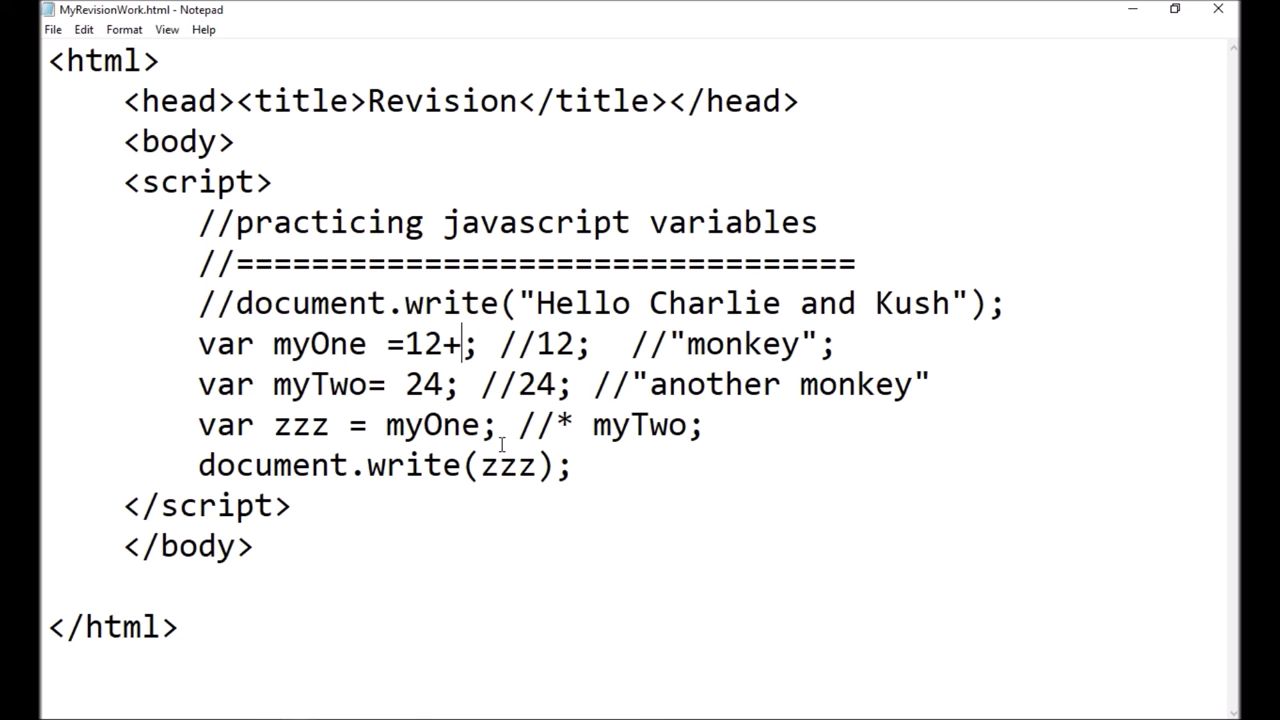 MyRevisionWork.html - Notepad
File Edit Format View Help
<html>
<head><title>Revision</title></head>
<body>
<script>
//practicing javascript variables
//=================================
//document.write("Hello Charlie and Kush");
var myOne =12+; //12; //"monkey";
var myTwo= 24; //24; //"another monkey"
var zzz = myOne; //* myTwo;
document.write(zzz);
</script>
</body>
</html>